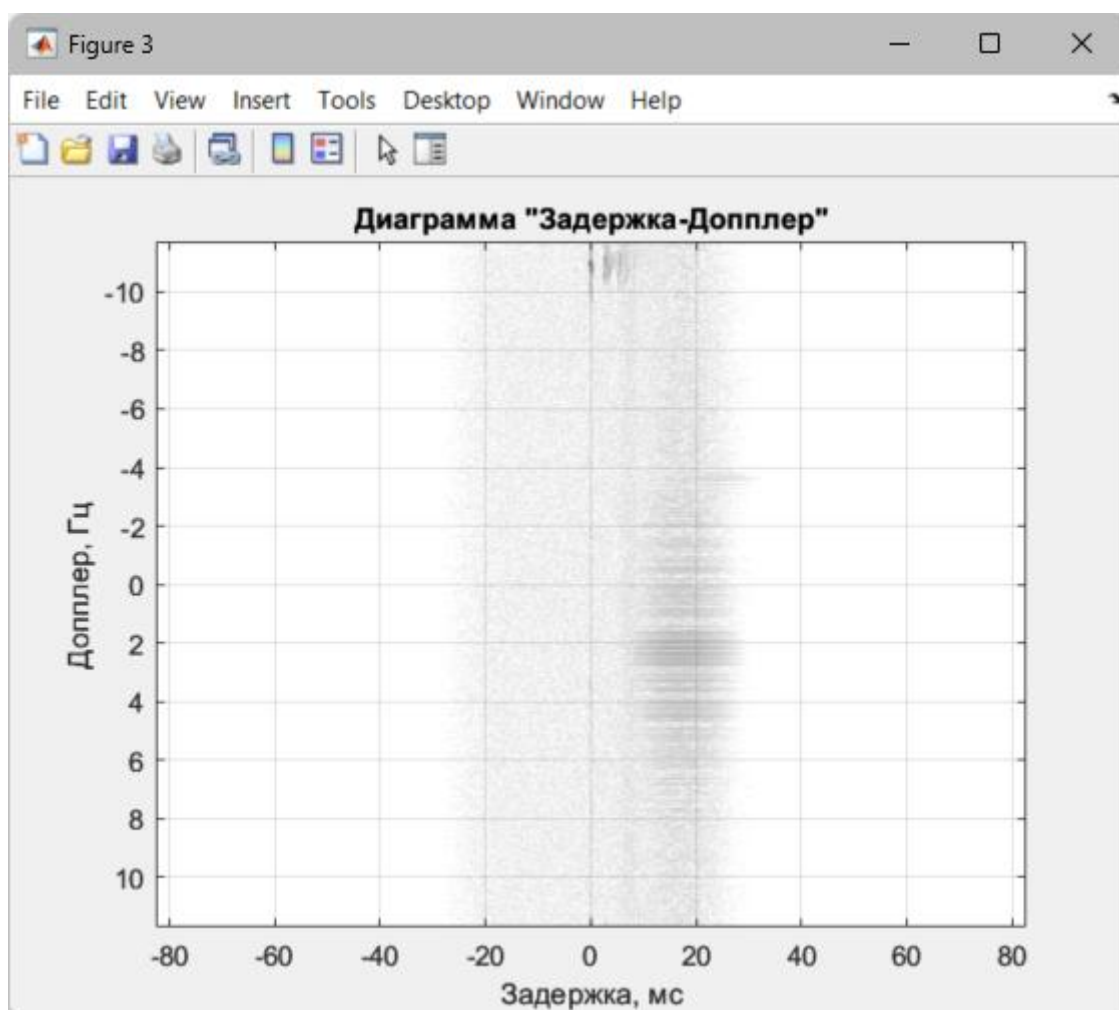 Figure 3
File Edit View Insert Tools Desktop Window Help
Диаграмма "Задержка-Допплер"
-10
-8
-6
-4
-2
0
2
4
6
8
10
Допплер, Гц
-80 -60 -40 -20 0 20 40 60 80
Задержка, мс